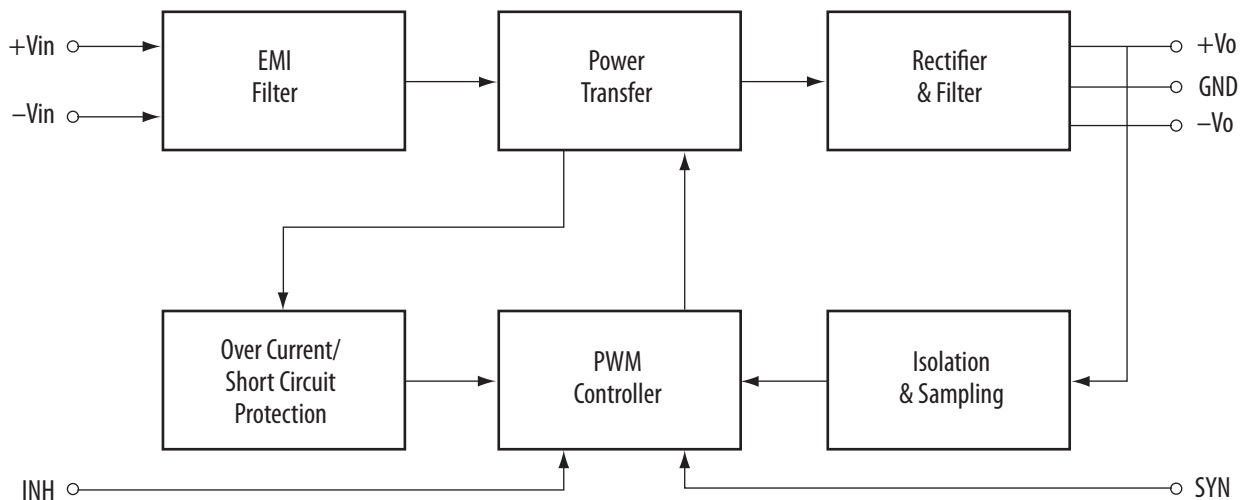 +Vin
–Vin
EMI
Filter
Power
Transfer
Rectifier
& Filter
+Vo
GND
–Vo
Over Current/
Short Circuit
Protection
PWM
Controller
Isolation
& Sampling
INH
SYN